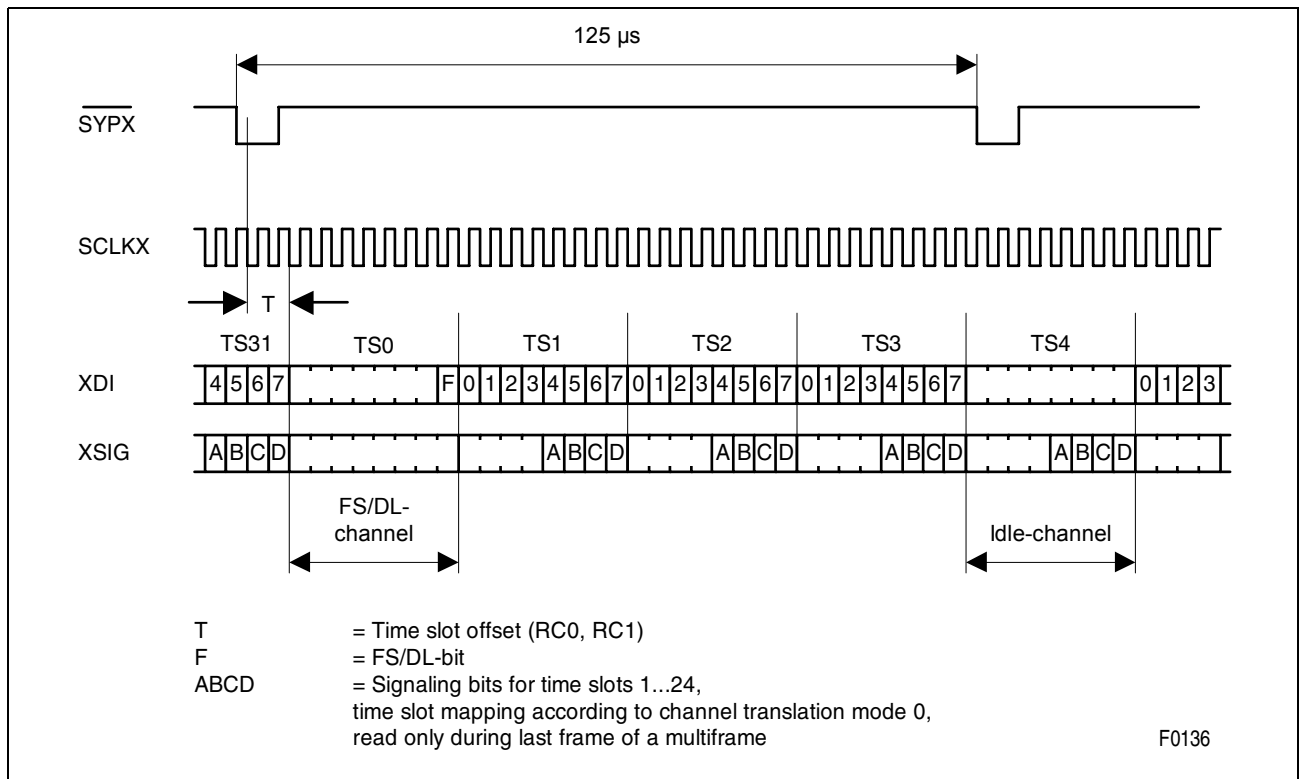 125 µs
SYPX
SCLKX
T
TS31 TS0 TS1 TS2 TS3 TS4
XDI 4 5 6 7 F 0 1 2 3 4 5 6 7 0 1 2 3 4 5 6 7 0 1 2 3 4 5 6 7 0 1 2 3
XSIG A B C D A B C D A B C D A B C D A B C D
FS/DL-
channel
Idle-channel
T = Time slot offset (RC0, RC1)
F = FS/DL-bit
ABCD = Signaling bits for time slots 1...24,
time slot mapping according to channel translation mode 0,
read only during last frame of a multiframe
F0136